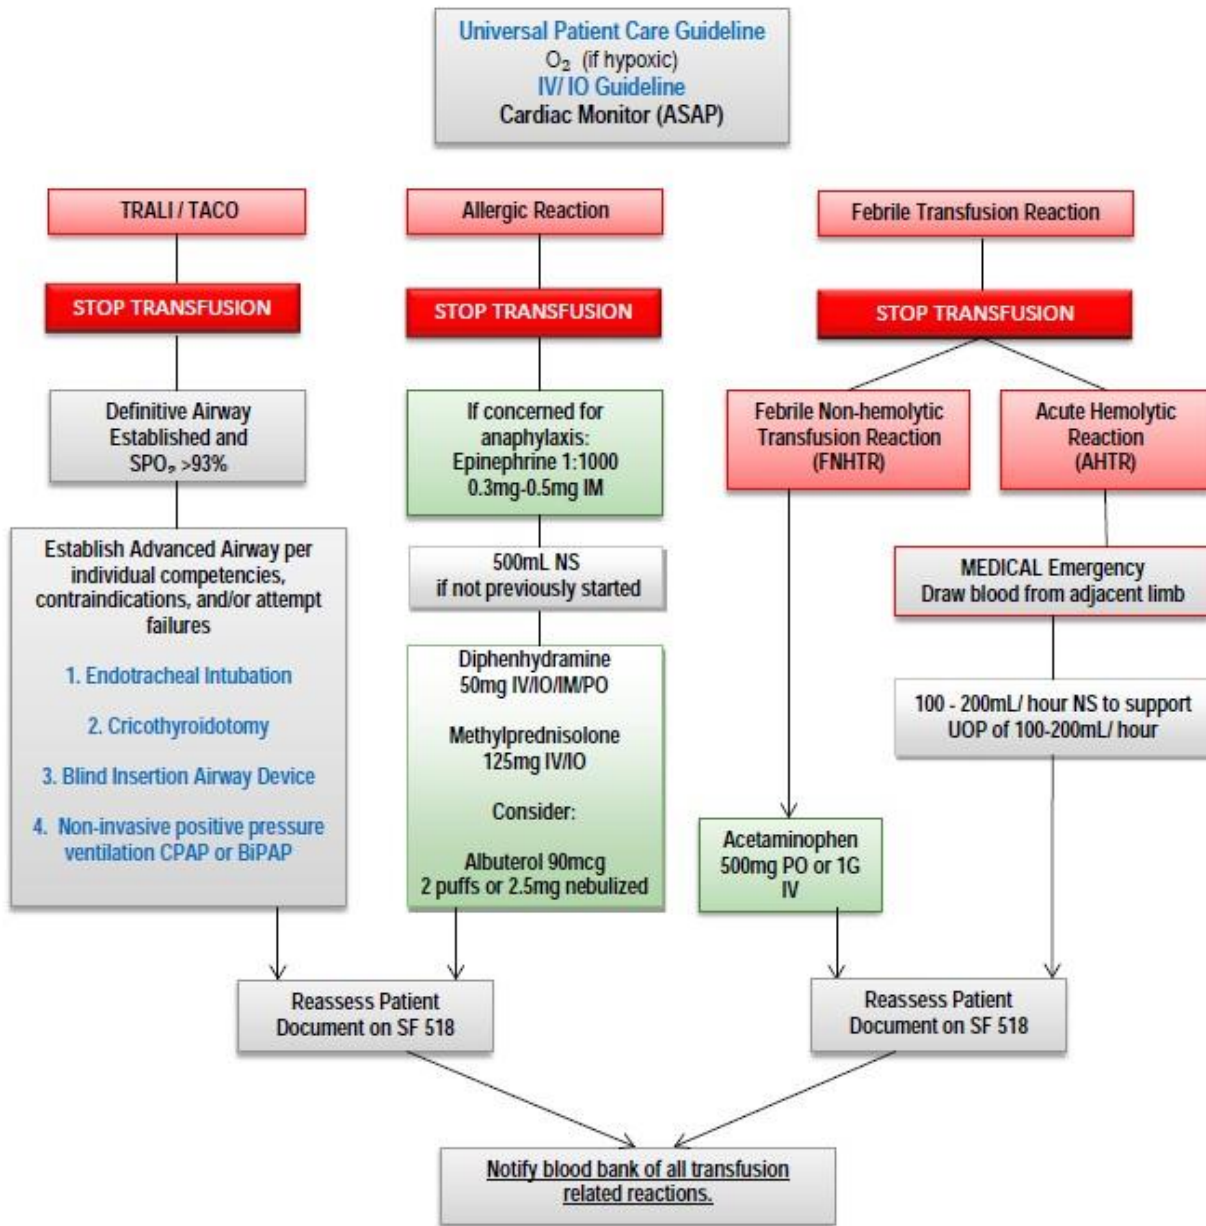 Universal Patient Care Guideline
O₂ (if hypoxic)
IV/ IO Guideline
Cardiac Monitor (ASAP)
TRALI / TACO
STOP TRANSFUSION
Definitive Airway
Established and
SPO₂ >93%
Establish Advanced Airway per
individual competencies,
contraindications, and/or attempt
failures
1. Endotracheal Intubation
2. Cricothyroidotomy
3. Blind Insertion Airway Device
4. Non-invasive positive pressure
ventilation CPAP or BiPAP
Allergic Reaction
STOP TRANSFUSION
If concerned for
anaphylaxis:
Epinephrine 1:1000
0.3mg-0.5mg IM
500mL NS
if not previously started
Diphenhydramine
50mg IV/IO/IM/PO
Methylprednisolone
125mg IV/IO
Consider:
Albuterol 90mcg
2 puffs or 2.5mg nebulized
Reassess Patient
Document on SF 518
Febrile Transfusion Reaction
STOP TRANSFUSION
Febrile Non-hemolytic
Transfusion Reaction
(FNHTR)
Acetaminophen
500mg PO or 1G
IV
Acute Hemolytic
Reaction
(AHTR)
MEDICAL Emergency
Draw blood from adjacent limb
100 - 200mL/ hour NS to support
UOP of 100-200mL/ hour
Reassess Patient
Document on SF 518
Notify blood bank of all transfusion
related reactions.